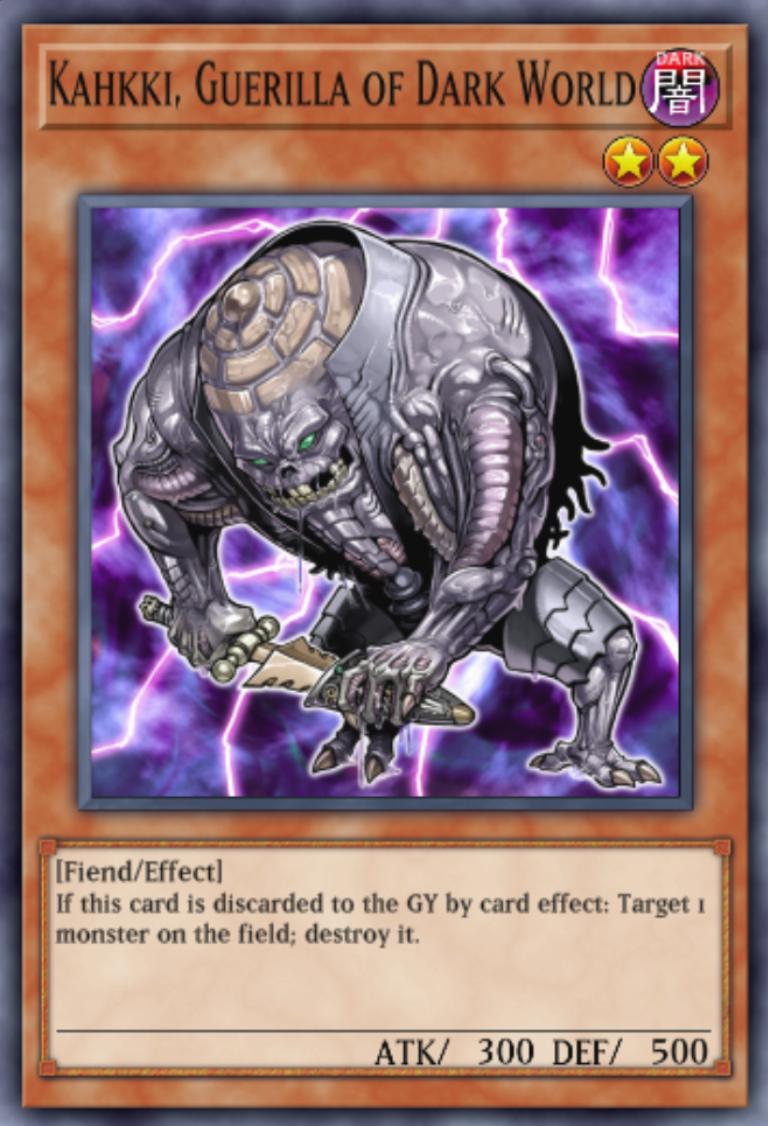 KAHKKI, GUERILLA OF DARK WORLD
DARK
闇
[Fiend/Effect]
If this card is discarded to the GY by card effect: Target 1
monster on the field; destroy it.
ATK/ 300 DEF/ 500